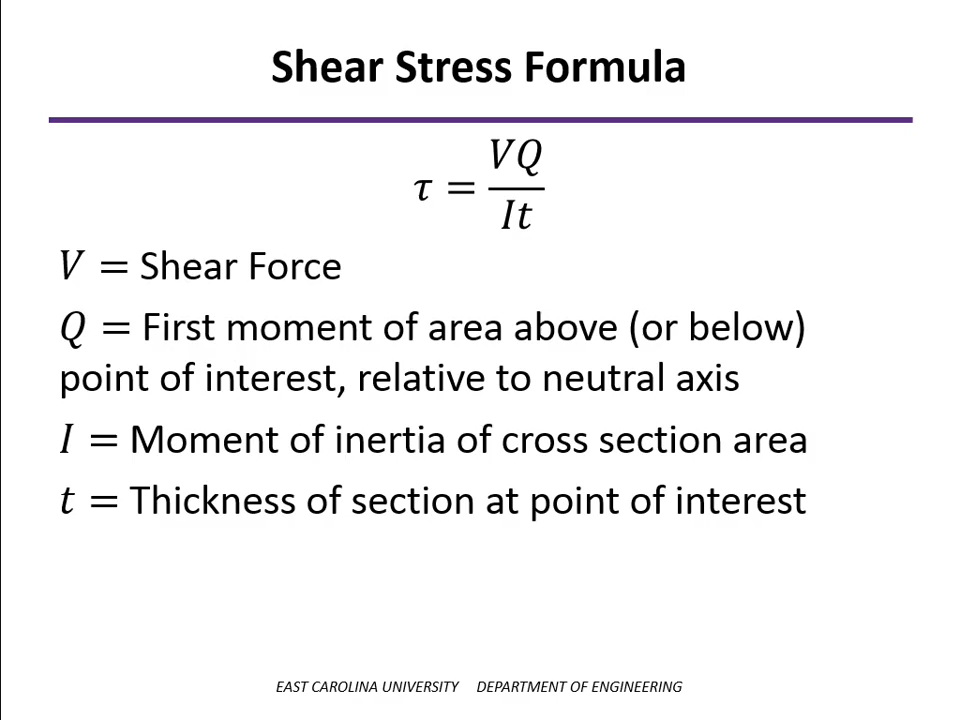 Shear Stress Formula
τ = VQ / It
V = Shear Force
Q = First moment of area above (or below)
point of interest, relative to neutral axis
I = Moment of inertia of cross section area
t = Thickness of section at point of interest
EAST CAROLINA UNIVERSITY DEPARTMENT OF ENGINEERING